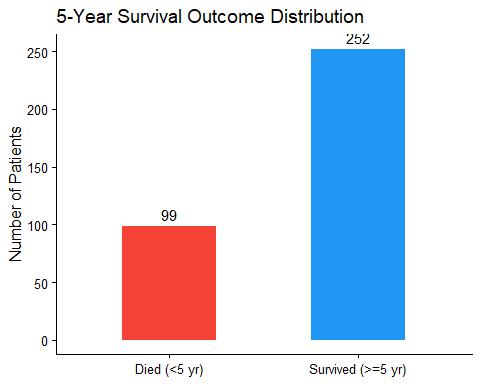 5-Year Survival Outcome Distribution
252
250
200
150
100
50
0
99
Number of Patients
Died (<5 yr)
Survived (>=5 yr)